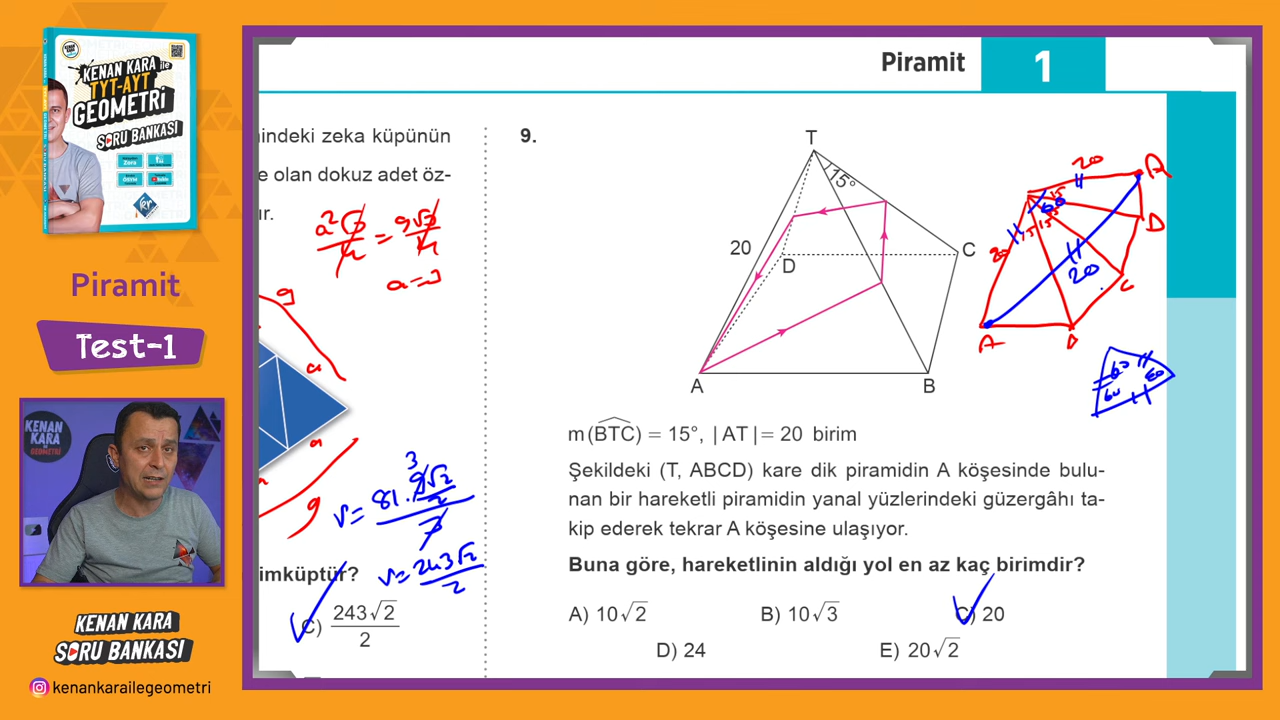 KENAN KARA ile
TYT-AYT
GEOMETRİ
SORU BANKASI
Piramit
Test-1
KENAN KARA
SORU BANKASI
kenankarailegeometri
Piramit 1
indeki zeka küpünün
e olan dokuz adet öz-
ır.
a
g
a
a
g
V = 243√2 / 2
imküptür?
C) 243√2 / 2
9.
T
15°
20
D
C
A
B
20
A
D
C
A
20
20
60
60
60
m(BTC) = 15°, |AT| = 20 birim
Şekildeki (T, ABCD) kare dik piramidin A köşesinde bulu-
nan bir hareketli piramidin yanal yüzlerindeki güzergâhı ta-
kip ederek tekrar A köşesine ulaşıyor.
Buna göre, hareketlinin aldığı yol en az kaç birimdir?
A) 10√2 B) 10√3 C) 20
D) 24 E) 20√2